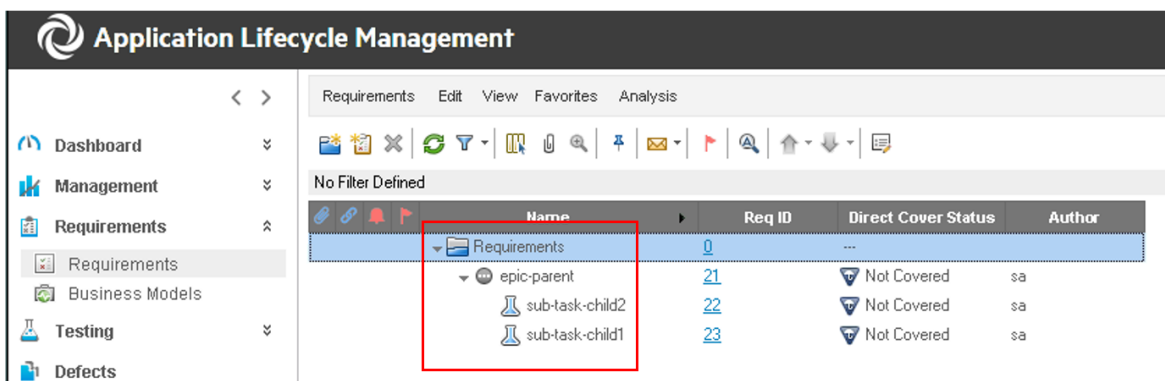 Application Lifecycle Management
Requirements Edit View Favorites Analysis
Dashboard
Management
Requirements
Requirements
Business Models
Testing
Defects
No Filter Defined
Name Req ID Direct Cover Status Author
Requirements 0 ---
epic-parent 21 Not Covered sa
sub-task-child2 22 Not Covered sa
sub-task-child1 23 Not Covered sa